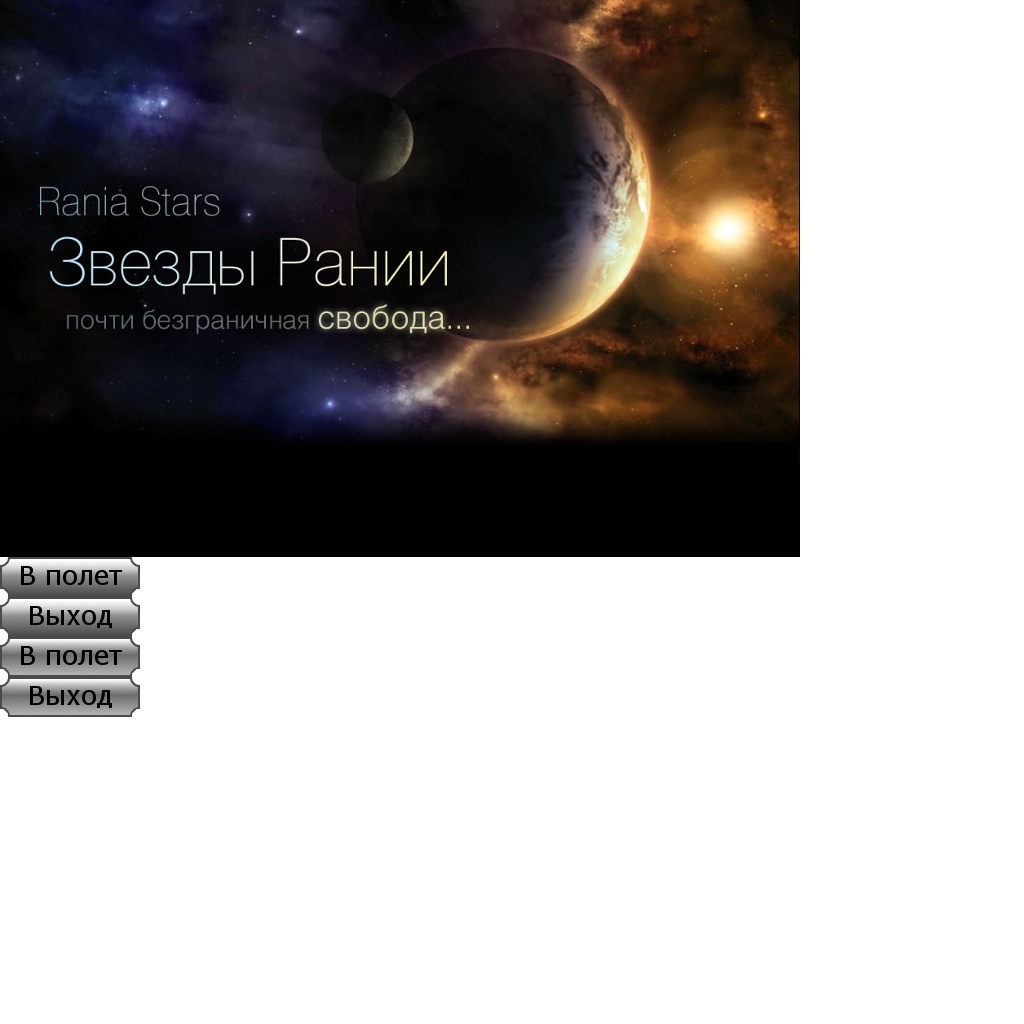 Rania Stars
Звезды Рании
почти безграничная свобода...
В полет
Выход
В полет
Выход